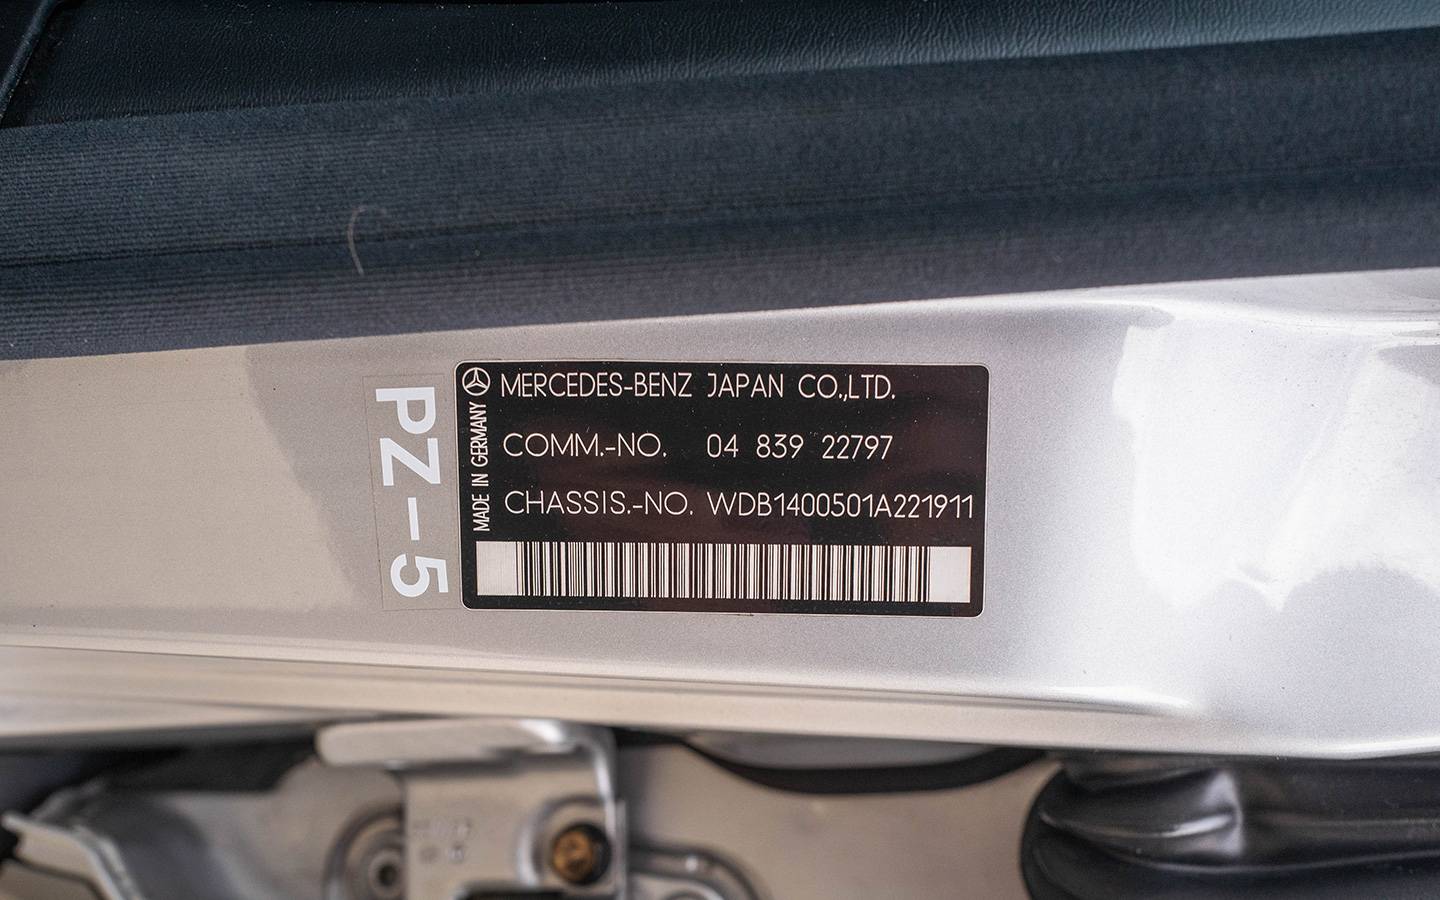 PZ-5
MADE IN GERMANY
MERCEDES-BENZ JAPAN CO.,LTD.
COMM.-NO. 04 839 22797
CHASSIS.-NO. WDB1400501A221911